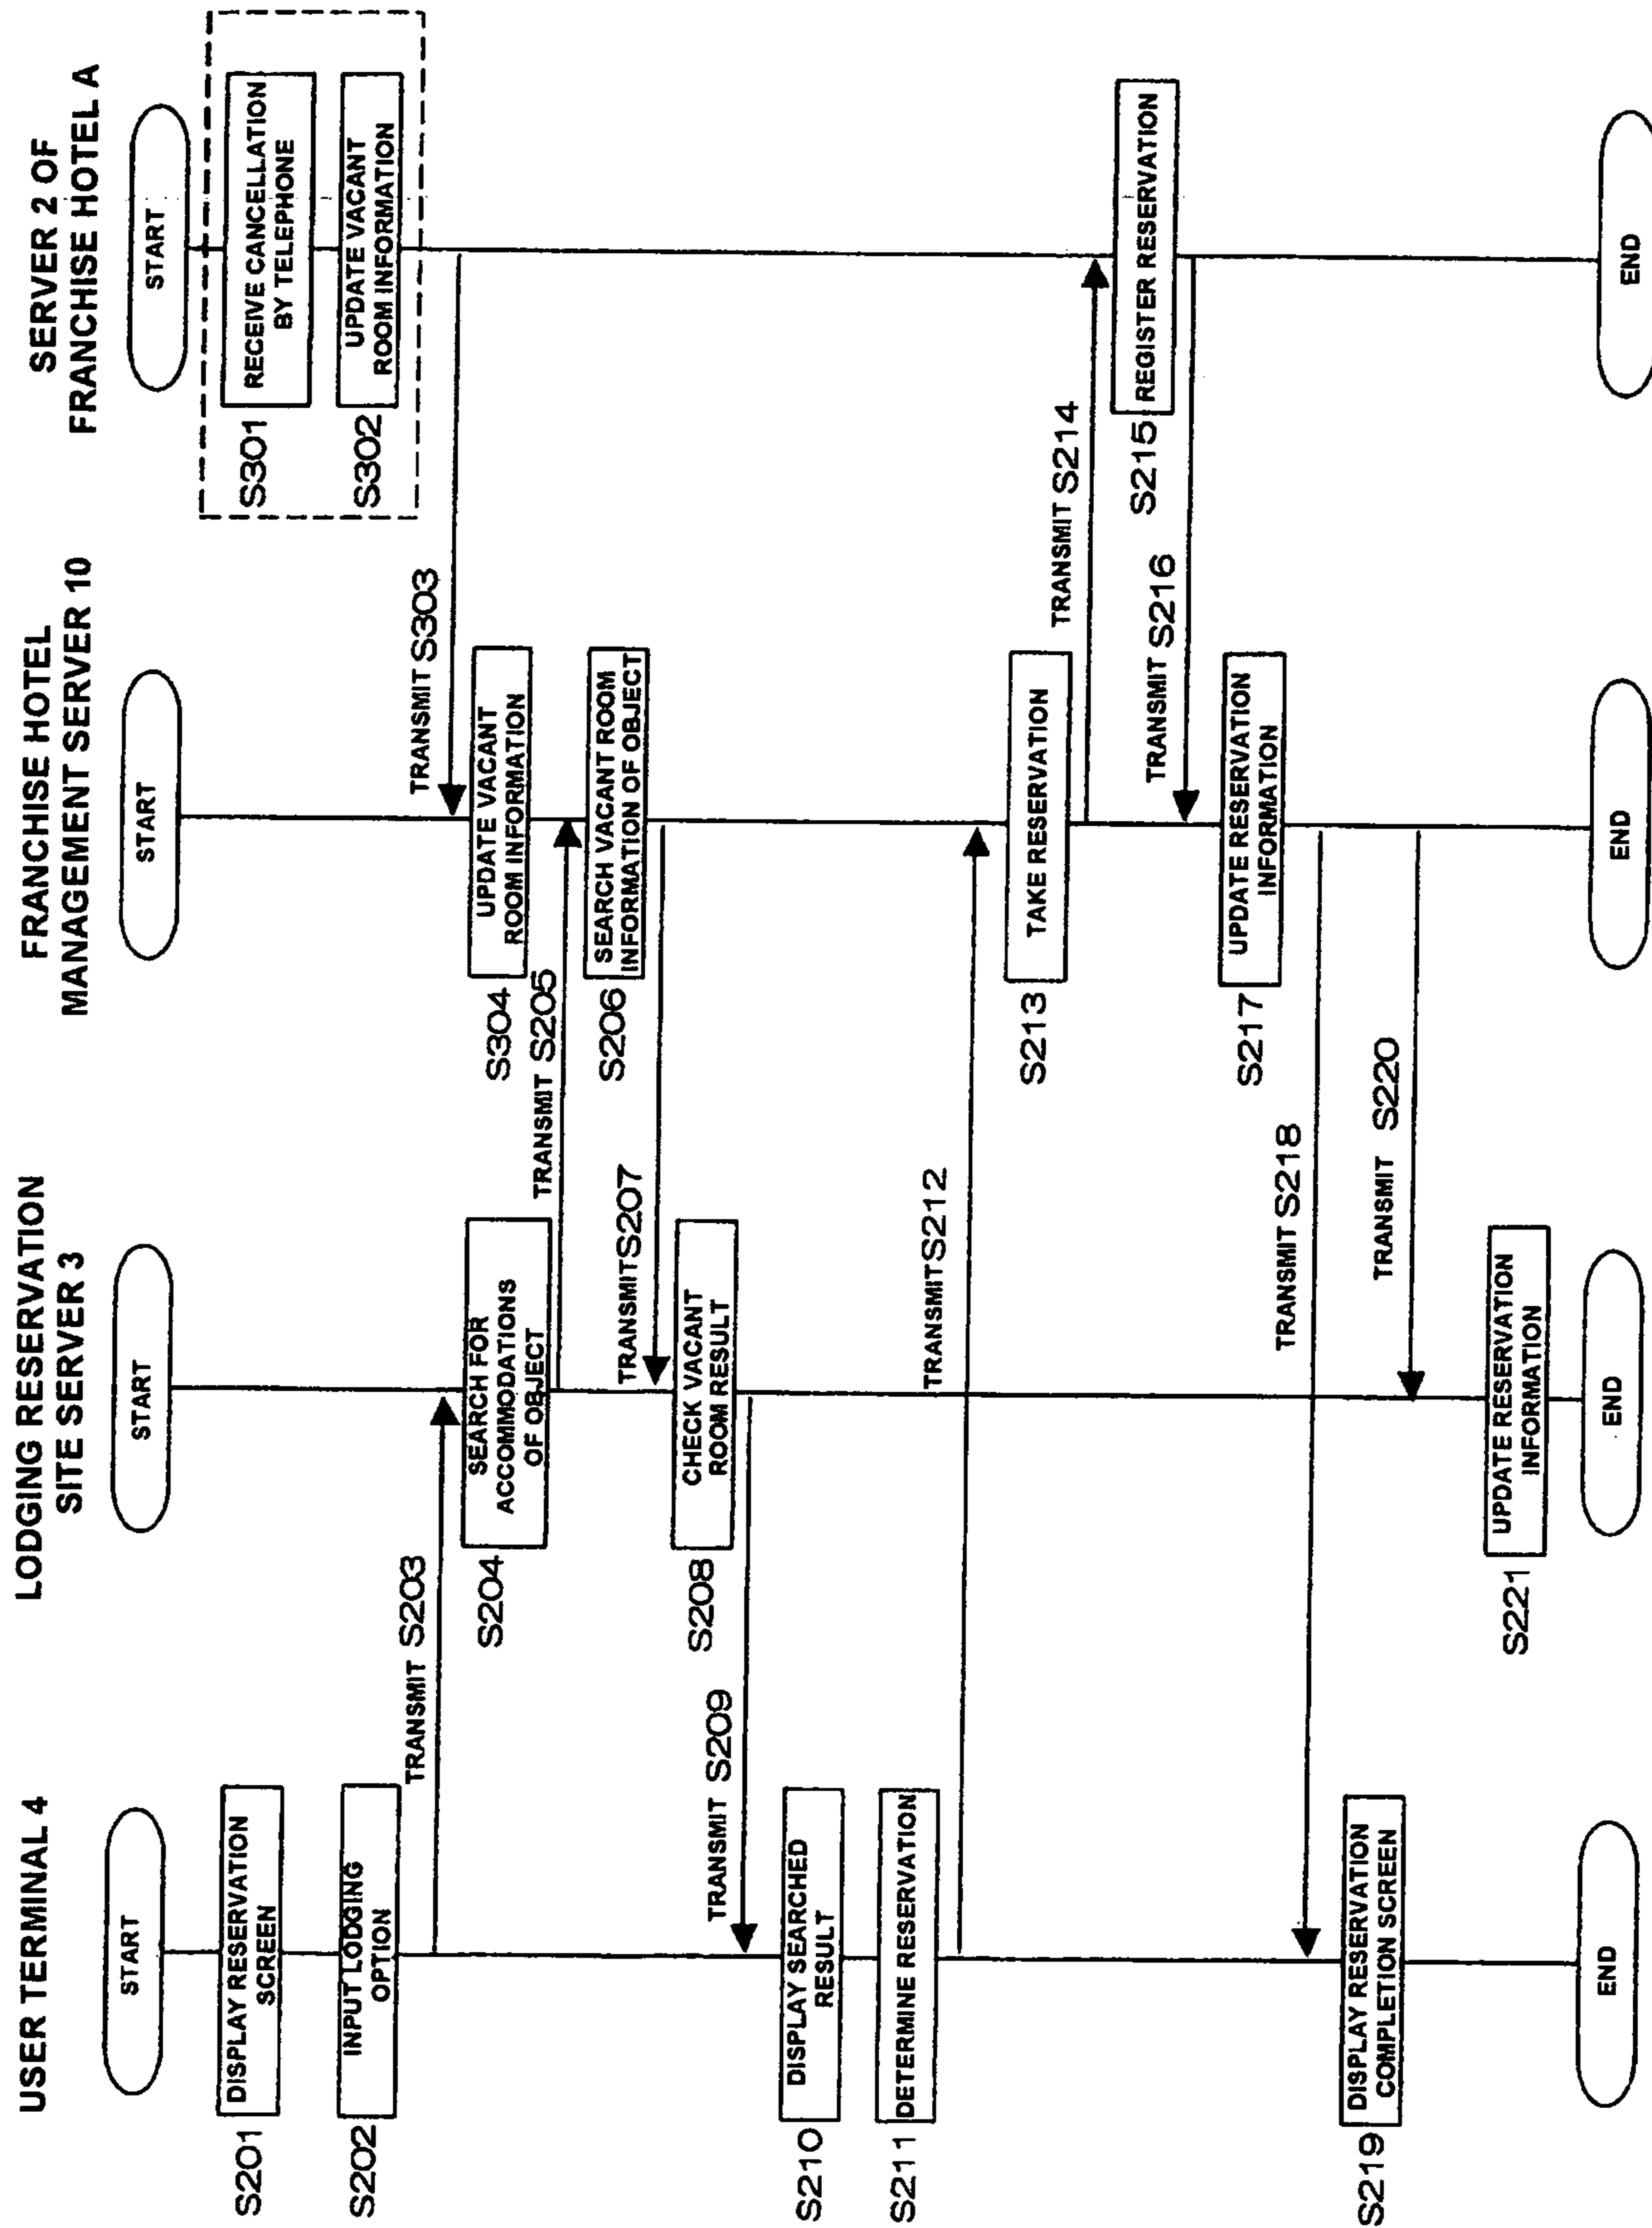 USER TERMINAL 4
LODGING RESERVATION
SITE SERVER 3
FRANCHISE HOTEL
MANAGEMENT SERVER 10
SERVER 2 OF
FRANCHISE HOTEL A
START
START
START
START
S201
DISPLAY RESERVATION
SCREEN
S301
RECEIVE CANCELLATION
BY TELEPHONE
S202
INPUT LODGING
OPTION
S302
UPDATE VACANT
ROOM INFORMATION
TRANSMIT S203
TRANSMIT S303
S204
SEARCH FOR
ACCOMMODATIONS
OF OBJECT
S304
UPDATE VACANT
ROOM INFORMATION
TRANSMIT S205
S206
SEARCH VACANT ROOM
INFORMATION OF OBJECT
TRANSMIT S207
S208
CHECK VACANT
ROOM RESULT
TRANSMIT S209
S210
DISPLAY SEARCHED
RESULT
S211
DETERMINE RESERVATION
TRANSMIT S212
S213
TAKE RESERVATION
TRANSMIT S214
S215
REGISTER RESERVATION
TRANSMIT S216
S217
UPDATE RESERVATION
INFORMATION
TRANSMIT S218
S219
DISPLAY RESERVATION
COMPLETION SCREEN
TRANSMIT S220
S221
UPDATE RESERVATION
INFORMATION
END
END
END
END